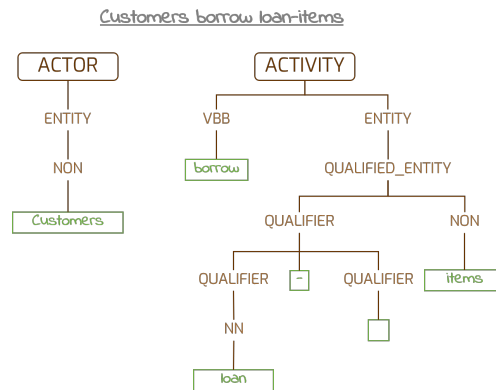 Customers borrow loan-items
ACTOR ACTIVITY
ENTITY VBB ENTITY
NON borrow QUALIFIED_ENTITY
Customers QUALIFIER NON
QUALIFIER - QUALIFIER items
NN
loan